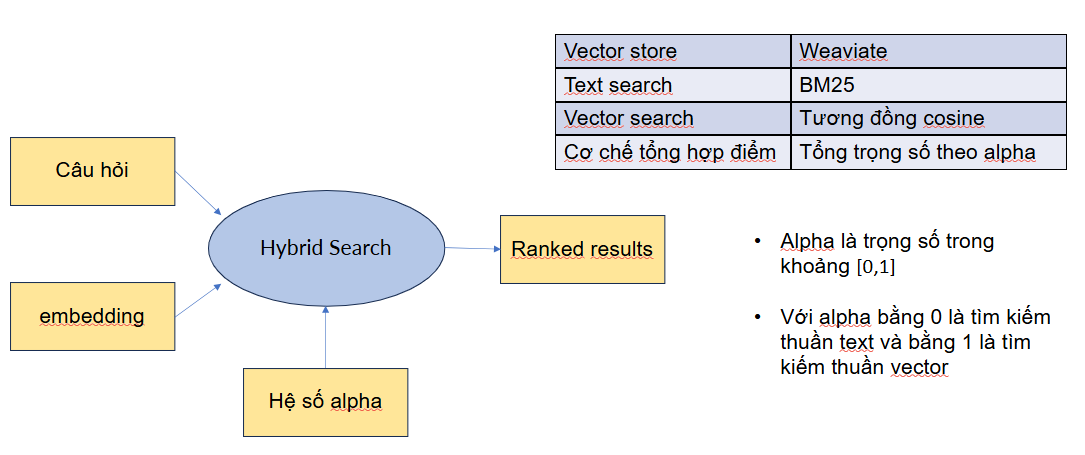 Vector store
Weaviate
Text search
BM25
Vector search
Tương đồng cosine
Cơ chế tổng hợp điểm
Tổng trọng số theo alpha
Câu hỏi
Hybrid Search
Ranked results
embedding
Hệ số alpha
• Alpha là trọng số trong
khoảng [0,1]
• Với alpha bằng 0 là tìm kiếm
thuần text và bằng 1 là tìm
kiếm thuần vector